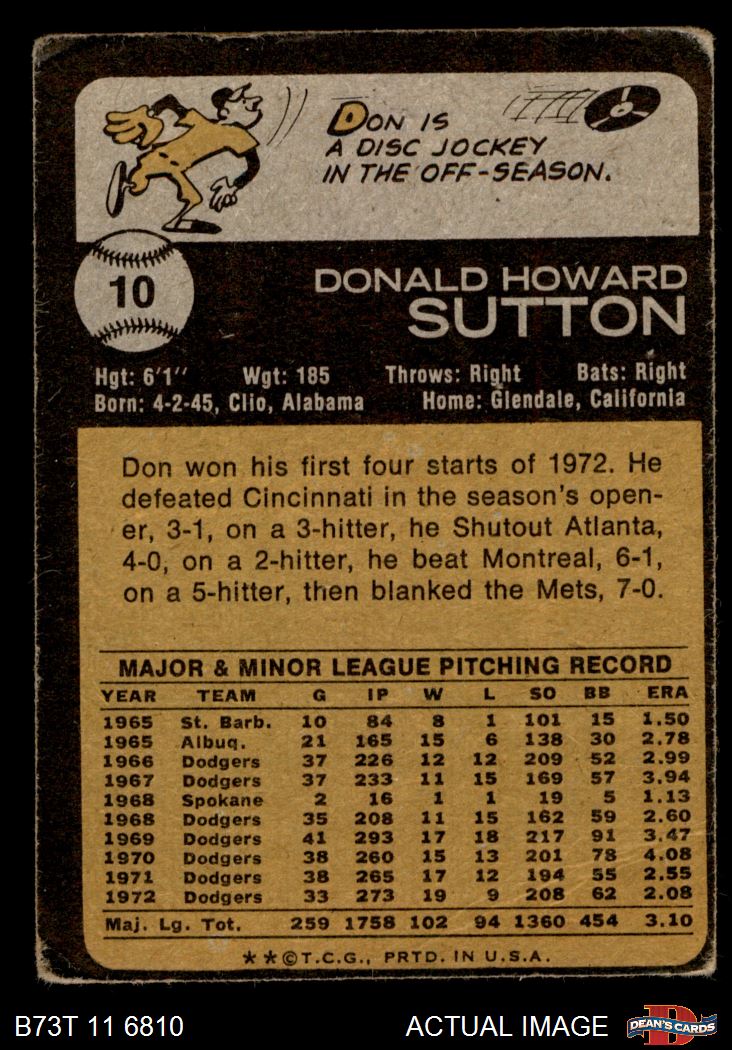 DON IS
A DISC JOCKEY
IN THE OFF-SEASON.
10
DONALD HOWARD
SUTTON
Hgt: 6'1" Wgt: 185 Throws: Right Bats: Right
Born: 4-2-45, Clio, Alabama Home: Glendale, California
Don won his first four starts of 1972. He
defeated Cincinnati in the season's open-
er, 3-1, on a 3-hitter, he Shutout Atlanta,
4-0, on a 2-hitter, he beat Montreal, 6-1,
on a 5-hitter, then blanked the Mets, 7-0.
MAJOR & MINOR LEAGUE PITCHING RECORD
YEAR TEAM G IP W L SO BB ERA
1965 St. Barb. 10 84 8 1 101 15 1.50
1965 Albuq. 21 165 15 6 138 30 2.78
1966 Dodgers 37 226 12 12 209 52 2.99
1967 Dodgers 37 233 11 15 169 57 3.94
1968 Spokane 2 16 1 1 19 5 1.13
1968 Dodgers 35 208 11 15 162 59 2.60
1969 Dodgers 41 293 17 18 217 91 3.47
1970 Dodgers 38 260 15 13 201 78 4.08
1971 Dodgers 38 265 17 12 194 55 2.55
1972 Dodgers 33 273 19 9 208 62 2.08
Maj. Lg. Tot. 259 1758 102 94 1360 454 3.10
★★©T.C.G., PRTD. IN U.S.A.
B73T 11 6810 ACTUAL IMAGE DEAN'S CARDS